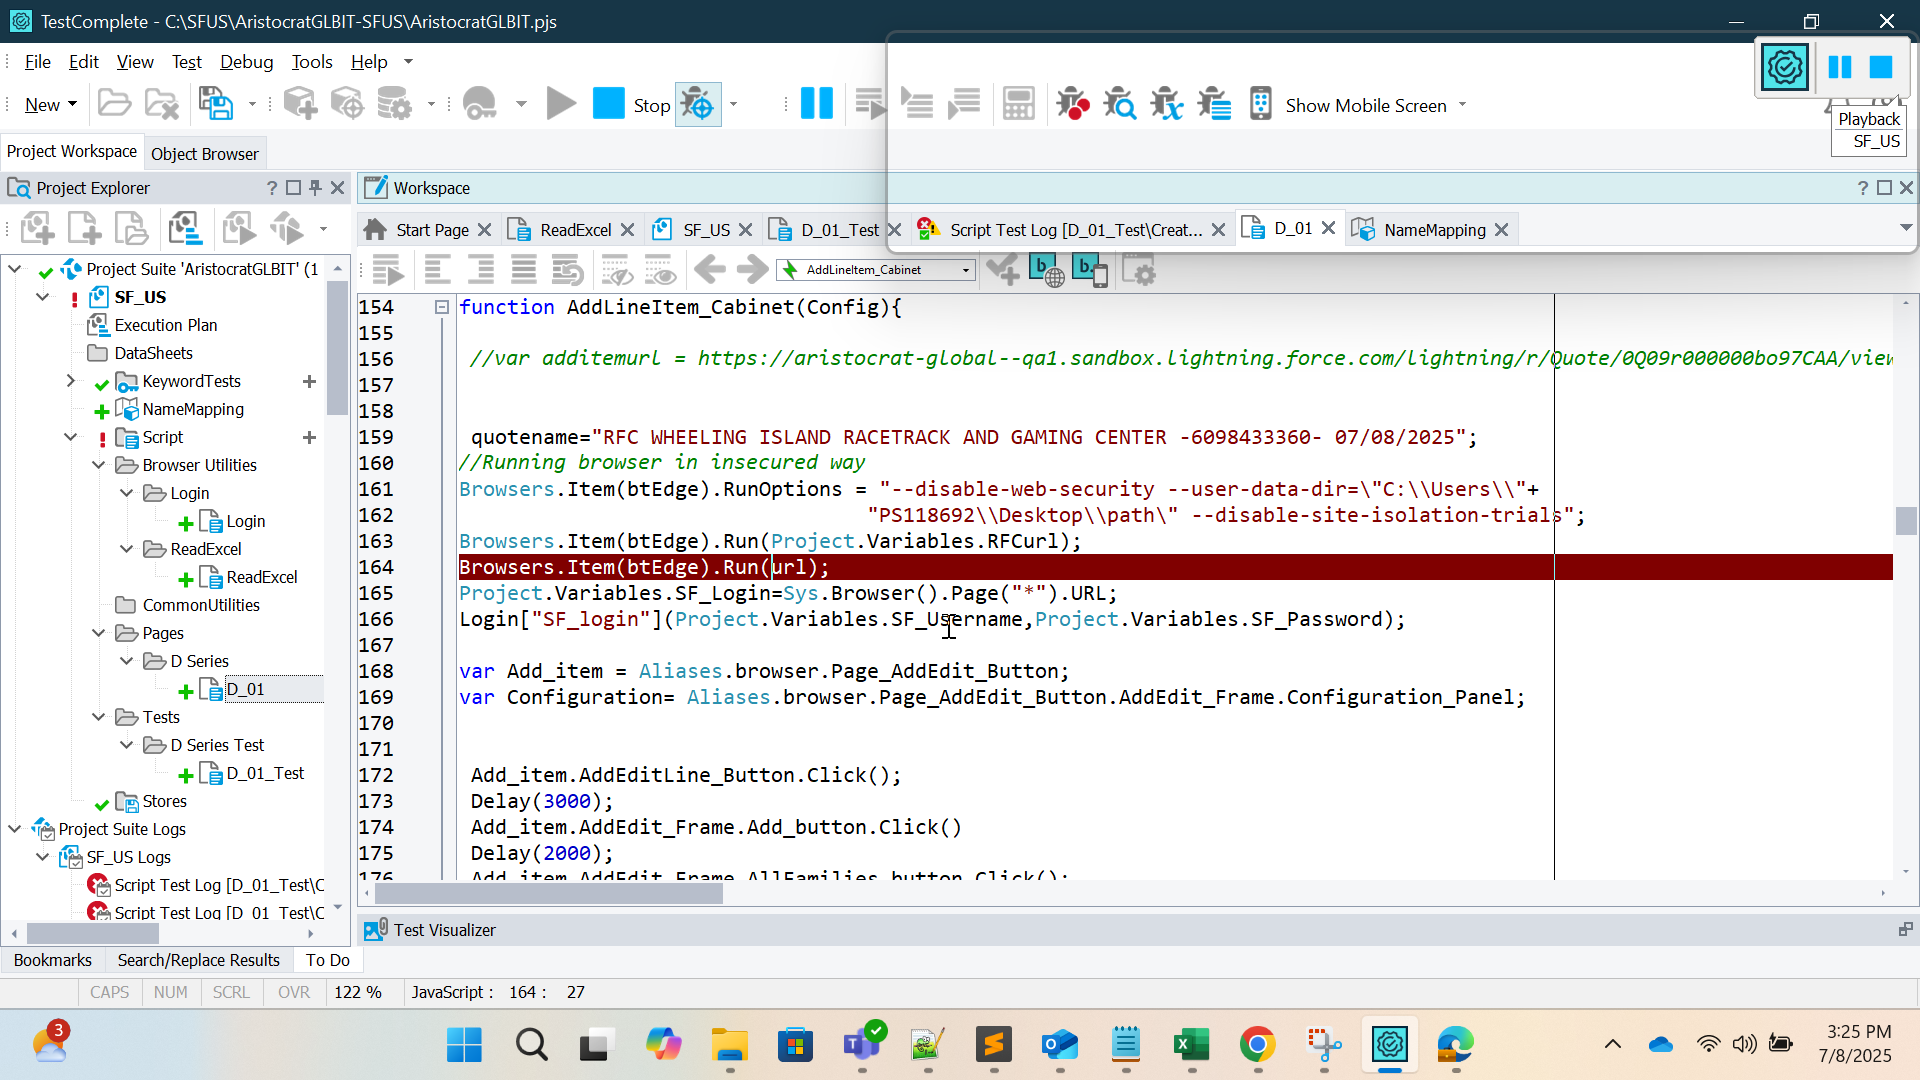 TestComplete - C:\SFUS\AristocratGLBIT-SFUS\AristocratGLBIT.pjs
File Edit View Test Debug Tools Help
New Stop Show Mobile Screen
Playback
SF_US
Project Workspace Object Browser
Project Explorer ?
Workspace ?
Start Page ReadExcel SF_US D_01_Test Script Test Log [D_01_Test\Creat... D_01 NameMapping
AddLineItem_Cabinet
Project Suite 'AristocratGLBIT' (1
SF_US
Execution Plan
DataSheets
KeywordTests
NameMapping
Script
Browser Utilities
Login
Login
ReadExcel
ReadExcel
CommonUtilities
Pages
D Series
D_01
Tests
D Series Test
D_01_Test
Stores
Project Suite Logs
SF_US Logs
Script Test Log [D_01_Test\C
Script Test Log [D_01_Test\C
154 function AddLineItem_Cabinet(Config){
155
156 //var additemurl = https://aristocrat-global--qa1.sandbox.lightning.force.com/lightning/r/Quote/0Q09r000000bo97CAA/view
157
158
159 quotename="RFC WHEELING ISLAND RACETRACK AND GAMING CENTER -6098433360- 07/08/2025";
160 //Running browser in insecured way
161 Browsers.Item(btEdge).RunOptions = "--disable-web-security --user-data-dir=\"C:\\Users\\"+
162 "PS118692\\Desktop\\path\" --disable-site-isolation-trials";
163 Browsers.Item(btEdge).Run(Project.Variables.RFCurl);
164 Browsers.Item(btEdge).Run(url);
165 Project.Variables.SF_Login=Sys.Browser().Page("*").URL;
166 Login["SF_login"](Project.Variables.SF_Username,Project.Variables.SF_Password);
167
168 var Add_item = Aliases.browser.Page_AddEdit_Button;
169 var Configuration= Aliases.browser.Page_AddEdit_Button.AddEdit_Frame.Configuration_Panel;
170
171
172 Add_item.AddEditLine_Button.Click();
173 Delay(3000);
174 Add_item.AddEdit_Frame.Add_button.Click()
175 Delay(2000);
176 Add_item.AddEdit_Frame.AllFamilies_button.Click();
Test Visualizer
Bookmarks Search/Replace Results To Do
CAPS NUM SCRL OVR 122 % JavaScript : 164 : 27
3
3:25 PM
7/8/2025